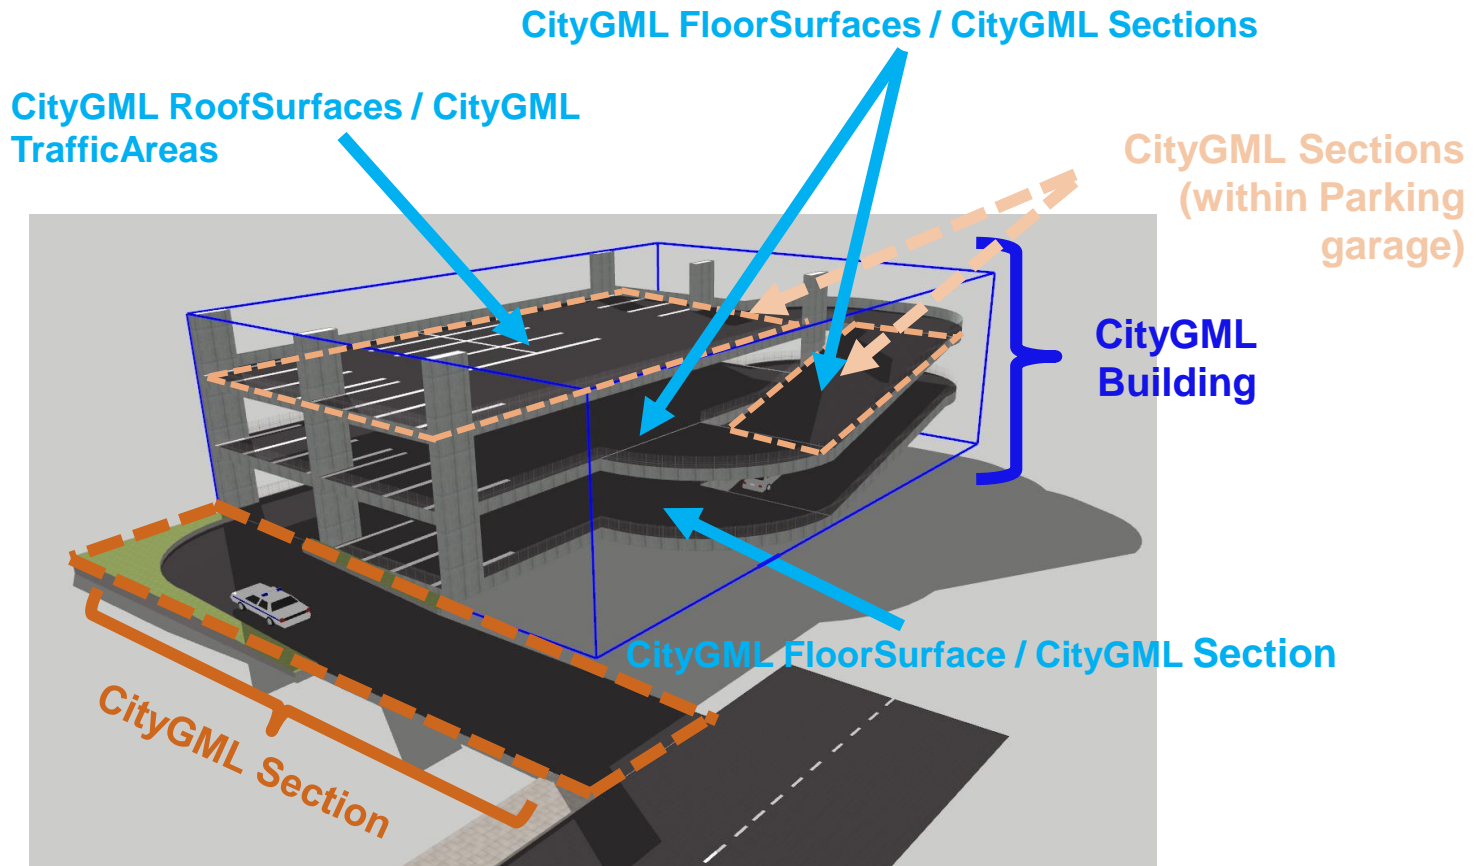 CityGML FloorSurfaces / CityGML Sections
CityGML RoofSurfaces / CityGML
TrafficAreas
CityGML Sections
(within Parking
garage)
CityGML
Building
CityGML FloorSurface / CityGML Section
CityGML Section